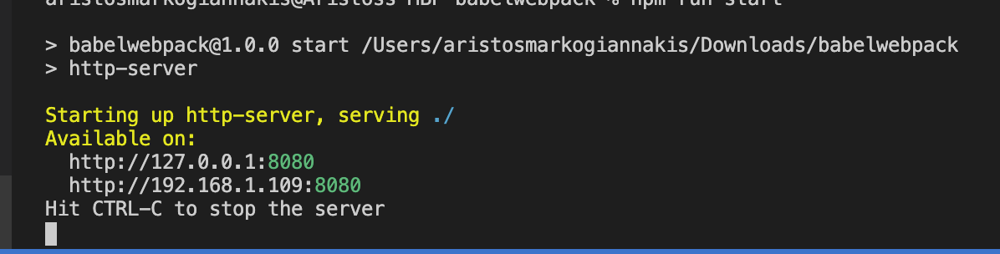 aristosmarkogiannakis@Aristoss-MBP babelwebpack % npm run start
> babelwebpack@1.0.0 start /Users/aristosmarkogiannakis/Downloads/babelwebpack
> http-server
Starting up http-server, serving ./
Available on:
http://127.0.0.1:8080
http://192.168.1.109:8080
Hit CTRL-C to stop the server